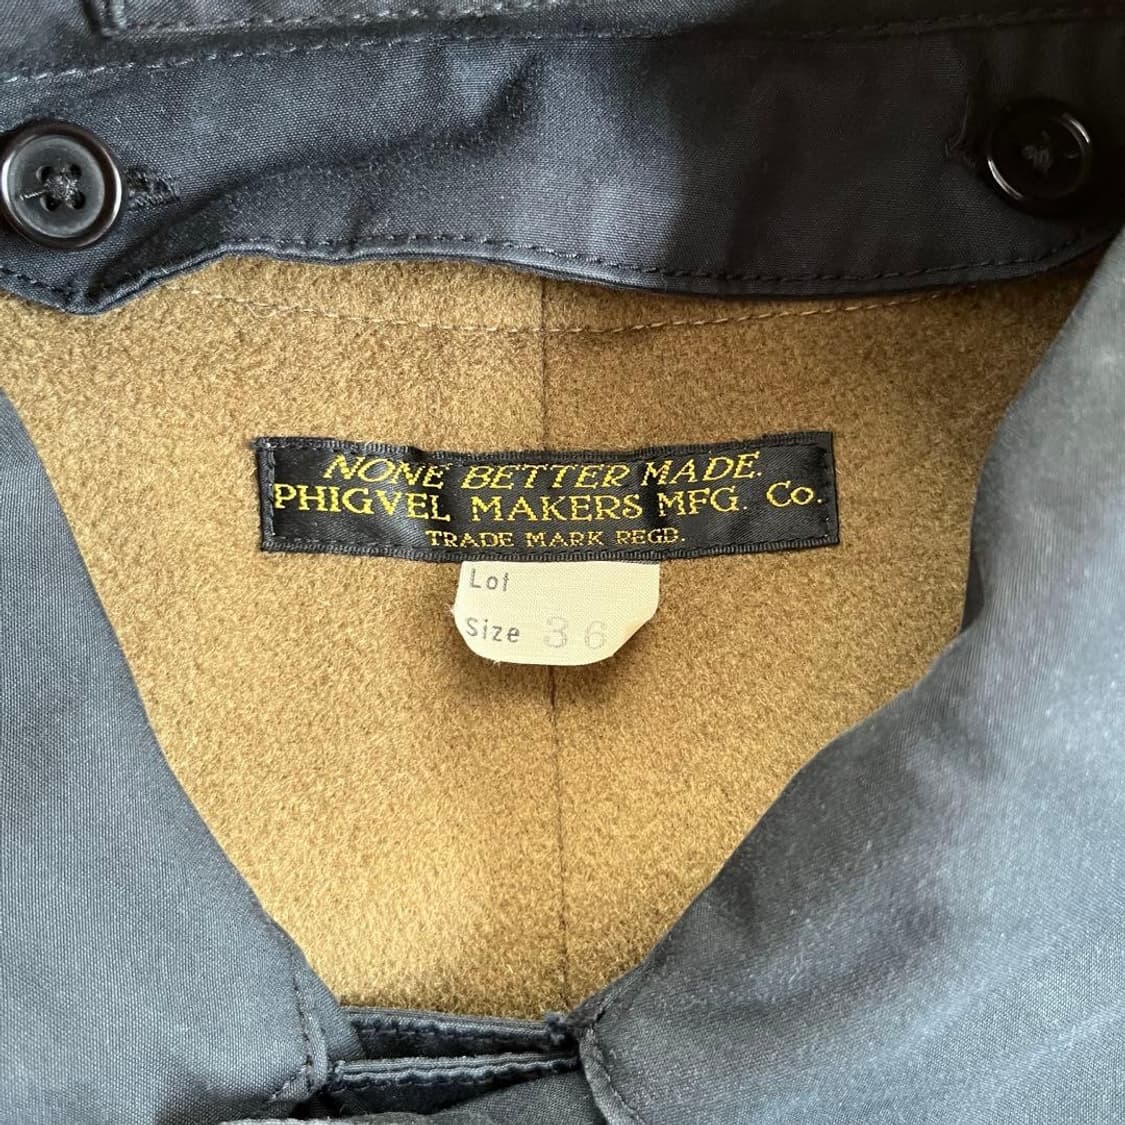 NONE BETTER MADE.
PHIGVEL MAKERS MFG. Co.
TRADE MARK REGD.
Lot
Size 36